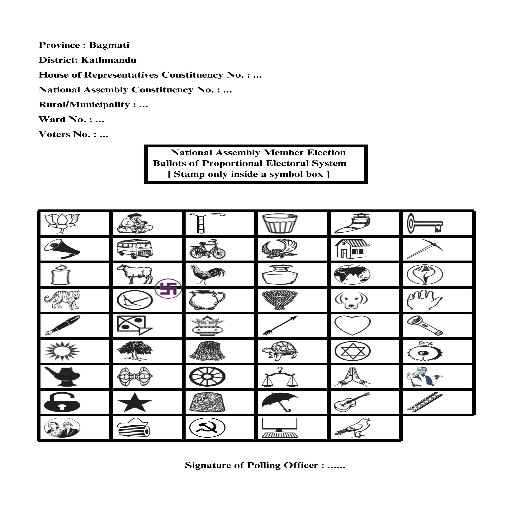 Province : Bagmati
District: Kathmandu
House of Representatives Constituency No. : ...
National Assembly Constituency No. : ...
Rural/Municipality : ...
Ward No. : ...
Voters No. : ...
National Assembly Member Election
Ballots of Proportional Electoral System
[ Stamp only inside a symbol box ]
Signature of Polling Officer : ......